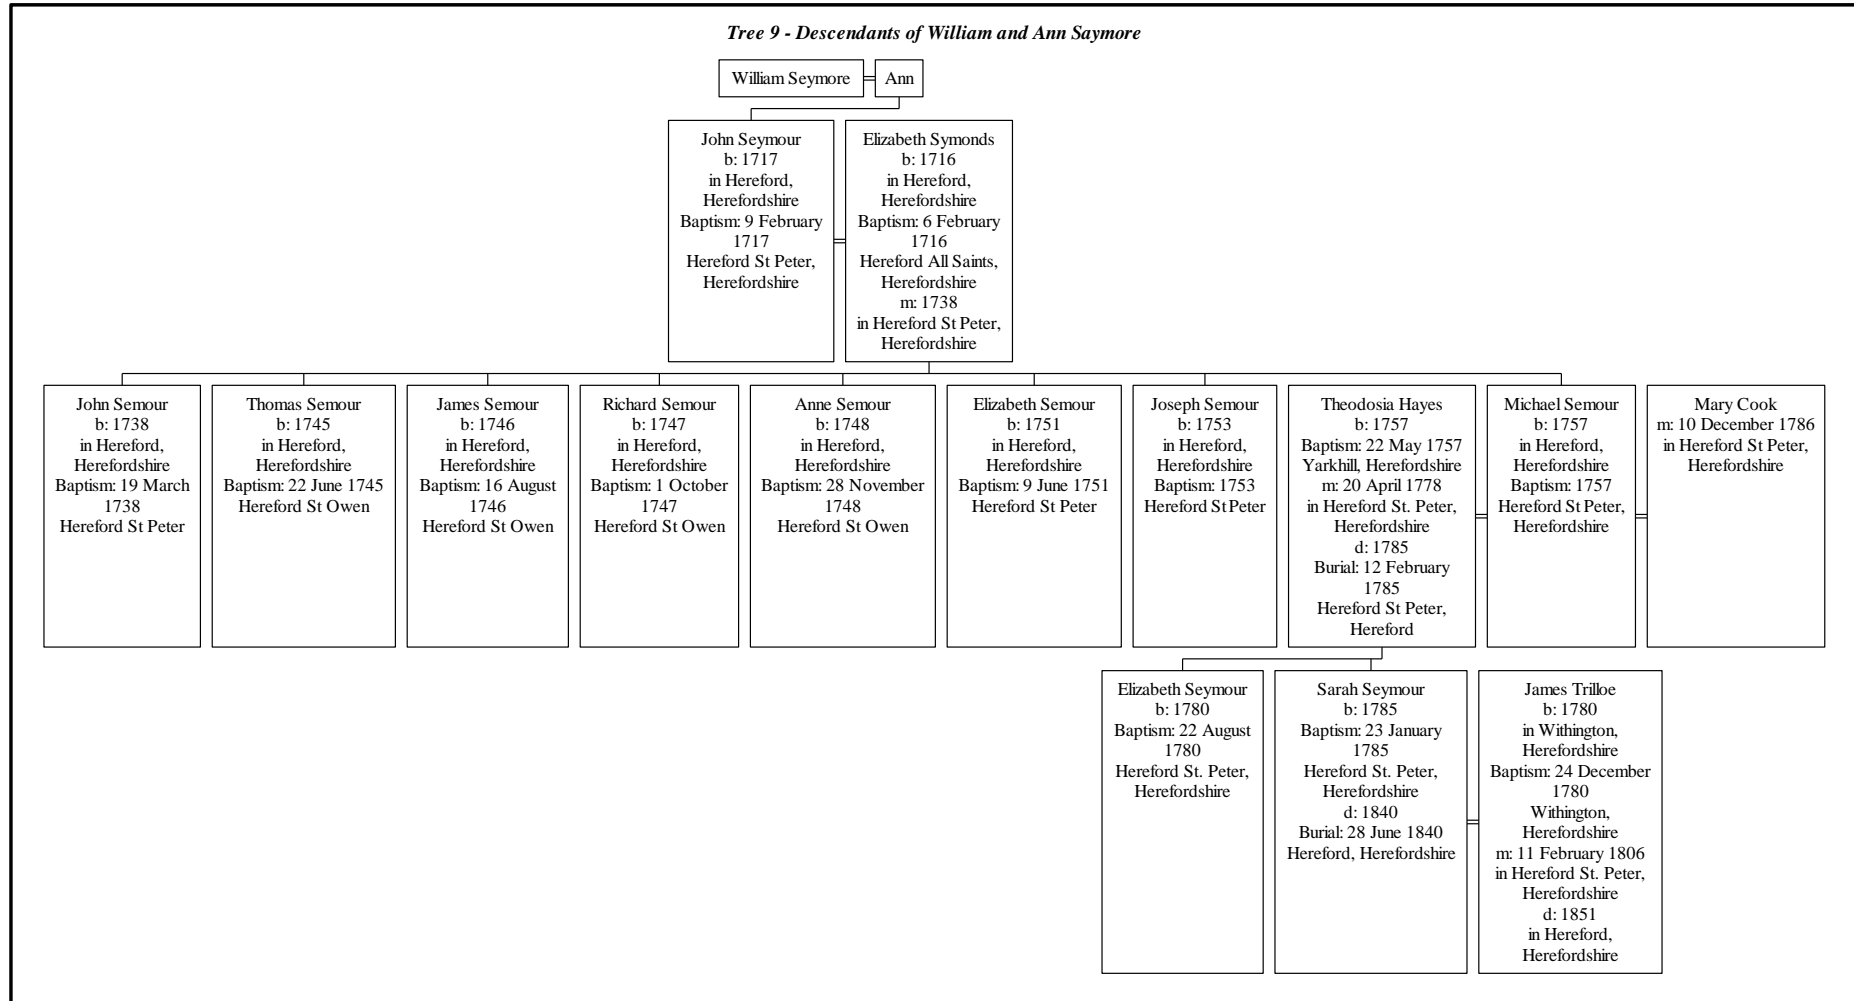 Tree 9 - Descendants of William and Ann Saymore
William Seymore
Ann
John Seymour
b: 1717
in Hereford,
Herefordshire
Baptism: 9 February
1717
Hereford St Peter,
Herefordshire
Elizabeth Symonds
b: 1716
in Hereford,
Herefordshire
Baptism: 6 February
1716
Hereford All Saints,
Herefordshire
m: 1738
in Hereford St Peter,
Herefordshire
John Semour
b: 1738
in Hereford,
Herefordshire
Baptism: 19 March
1738
Hereford St Peter
Thomas Semour
b: 1745
in Hereford,
Herefordshire
Baptism: 22 June 1745
Hereford St Owen
James Semour
b: 1746
in Hereford,
Herefordshire
Baptism: 16 August
1746
Hereford St Owen
Richard Semour
b: 1747
in Hereford,
Herefordshire
Baptism: 1 October
1747
Hereford St Owen
Anne Semour
b: 1748
in Hereford,
Herefordshire
Baptism: 28 November
1748
Hereford St Owen
Elizabeth Semour
b: 1751
in Hereford,
Herefordshire
Baptism: 9 June 1751
Hereford St Peter
Joseph Semour
b: 1753
in Hereford,
Herefordshire
Baptism: 1753
Hereford St Peter
Theodosia Hayes
b: 1757
Baptism: 22 May 1757
Yarkhill, Herefordshire
m: 20 April 1778
in Hereford St. Peter,
Herefordshire
d: 1785
Burial: 12 February
1785
Hereford St Peter,
Hereford
Michael Semour
b: 1757
in Hereford,
Herefordshire
Baptism: 1757
Hereford St Peter,
Herefordshire
Mary Cook
m: 10 December 1786
in Hereford St Peter,
Herefordshire
Elizabeth Seymour
b: 1780
Baptism: 22 August
1780
Hereford St. Peter,
Herefordshire
Sarah Seymour
b: 1785
Baptism: 23 January
1785
Hereford St. Peter,
Herefordshire
d: 1840
Burial: 28 June 1840
Hereford, Herefordshire
James Trilloe
b: 1780
in Withington,
Herefordshire
Baptism: 24 December
1780
Withington,
Herefordshire
m: 11 February 1806
in Hereford St. Peter,
Herefordshire
d: 1851
in Hereford,
Herefordshire